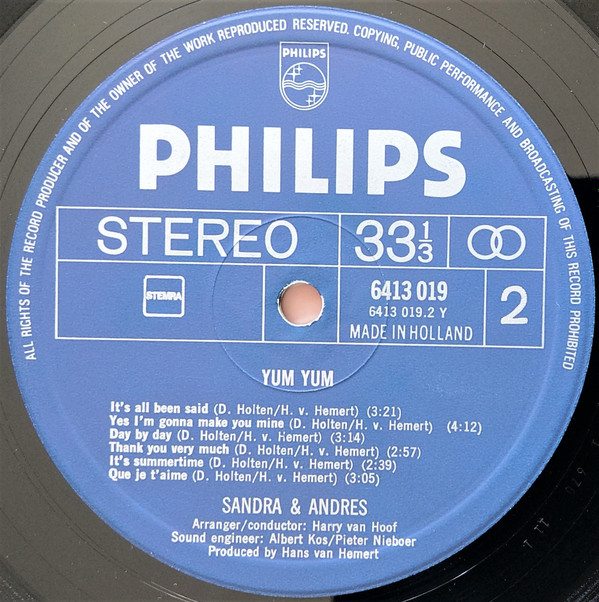 ALL RIGHTS OF THE RECORD PRODUCER AND OF THE OWNER OF THE WORK REPRODUCED RESERVED. COPYING, PUBLIC PERFORMANCE AND BROADCASTING OF THIS RECORD PROHIBITED
PHILIPS
PHILIPS
STEREO 33⅓
STEMRA 6413 019 2
6413 019.2 Y
MADE IN HOLLAND
YUM YUM
It's all been said (D. Holten/H. v. Hemert) (3:21)
Yes I'm gonna make you mine (D. Holten/H. v. Hemert) (4:12)
Day by day (D. Holten/H. v. Hemert) (3:14)
Thank you very much (D. Holten/H. v. Hemert) (2:57)
It's summertime (D. Holten/H. v. Hemert) (2:39)
Que je t'aime (D. Holten/H. v. Hemert) (3:05)
SANDRA & ANDRES
Arranger/conductor: Harry van Hoof
Sound engineer: Albert Kos/Pieter Nieboer
Produced by Hans van Hemert